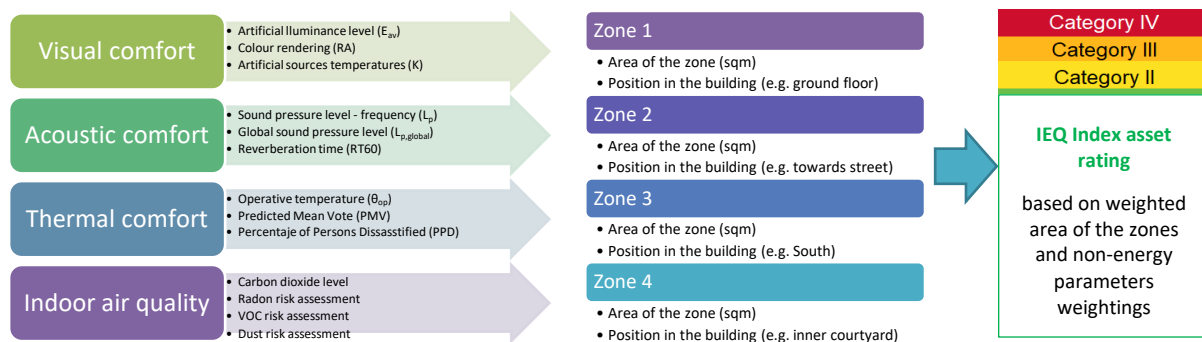 Visual comfort
• Artificial lluminance level (Eav)
• Colour rendering (RA)
• Artificial sources temperatures (K)
Acoustic comfort
• Sound pressure level - frequency (Lp)
• Global sound pressure level (Lp,global)
• Reverberation time (RT60)
Thermal comfort
• Operative temperature (θop)
• Predicted Mean Vote (PMV)
• Percentaje of Persons Dissasstified (PPD)
Indoor air quality
• Carbon dioxide level
• Radon risk assessment
• VOC risk assessment
• Dust risk assessment
Zone 1
• Area of the zone (sqm)
• Position in the building (e.g. ground floor)
Zone 2
• Area of the zone (sqm)
• Position in the building (e.g. towards street)
Zone 3
• Area of the zone (sqm)
• Position in the building (e.g. South)
Zone 4
• Area of the zone (sqm)
• Position in the building (e.g. inner courtyard)
Category IV
Category III
Category II
IEQ Index asset
rating
based on weighted
area of the zones
and non-energy
parameters
weightings